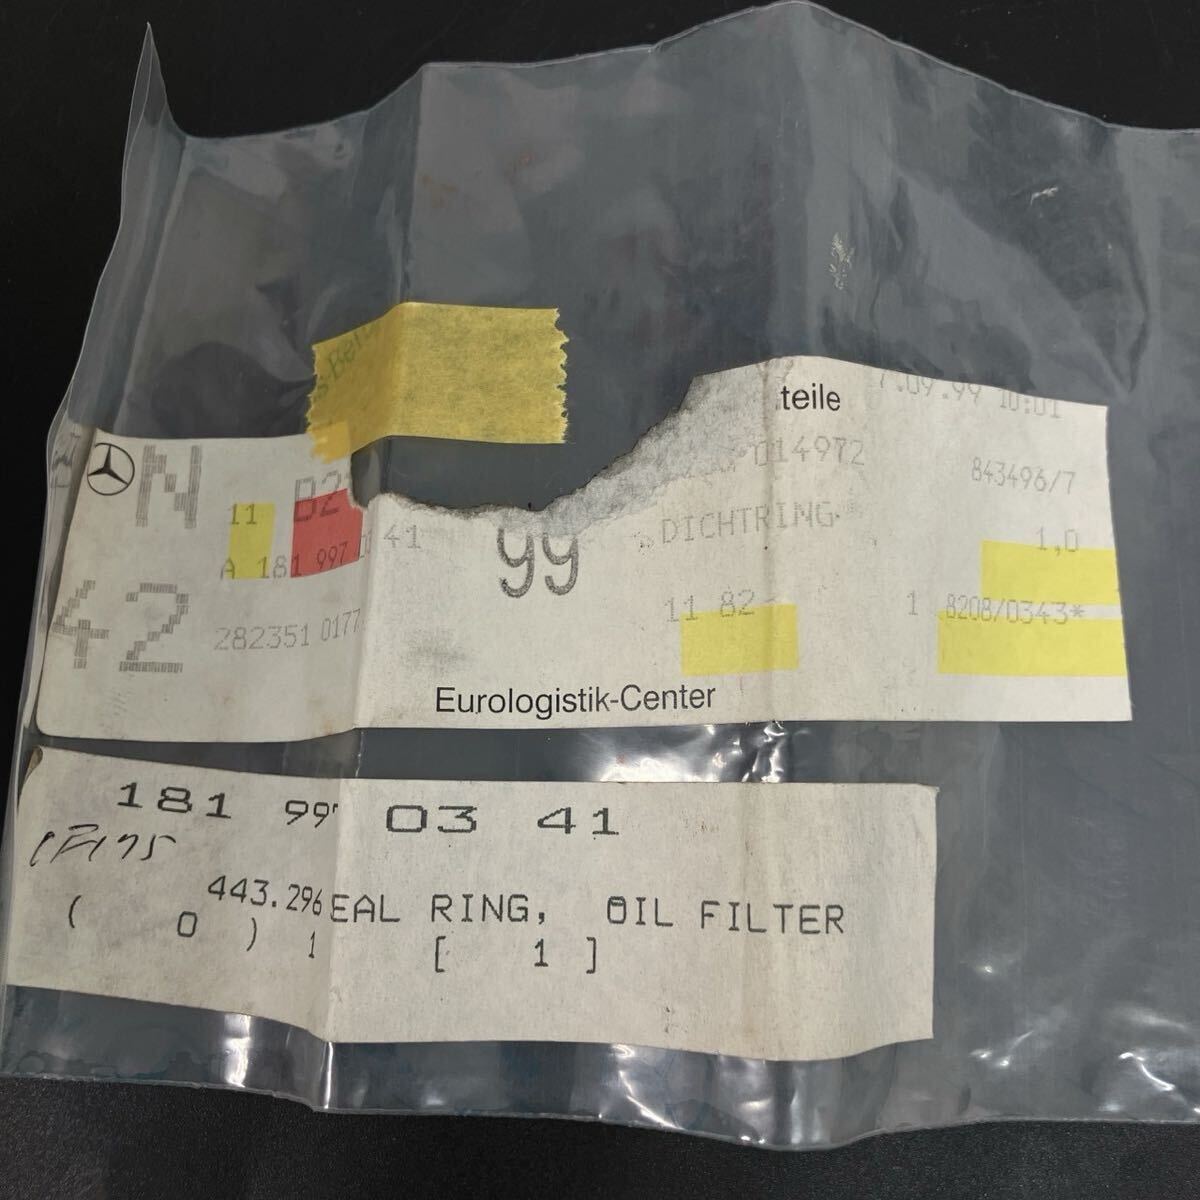 teile
.09.99 10:01
014972
843496/7
N
11
B2
DICHTRING
1,0
A 181 997 41
99
42
11 82
1
8208/0343*
282351 0177
Eurologistik-Center
181 99 03 41
443.296
EAL RING, OIL FILTER
( 0 ) 1 [ 1 ]